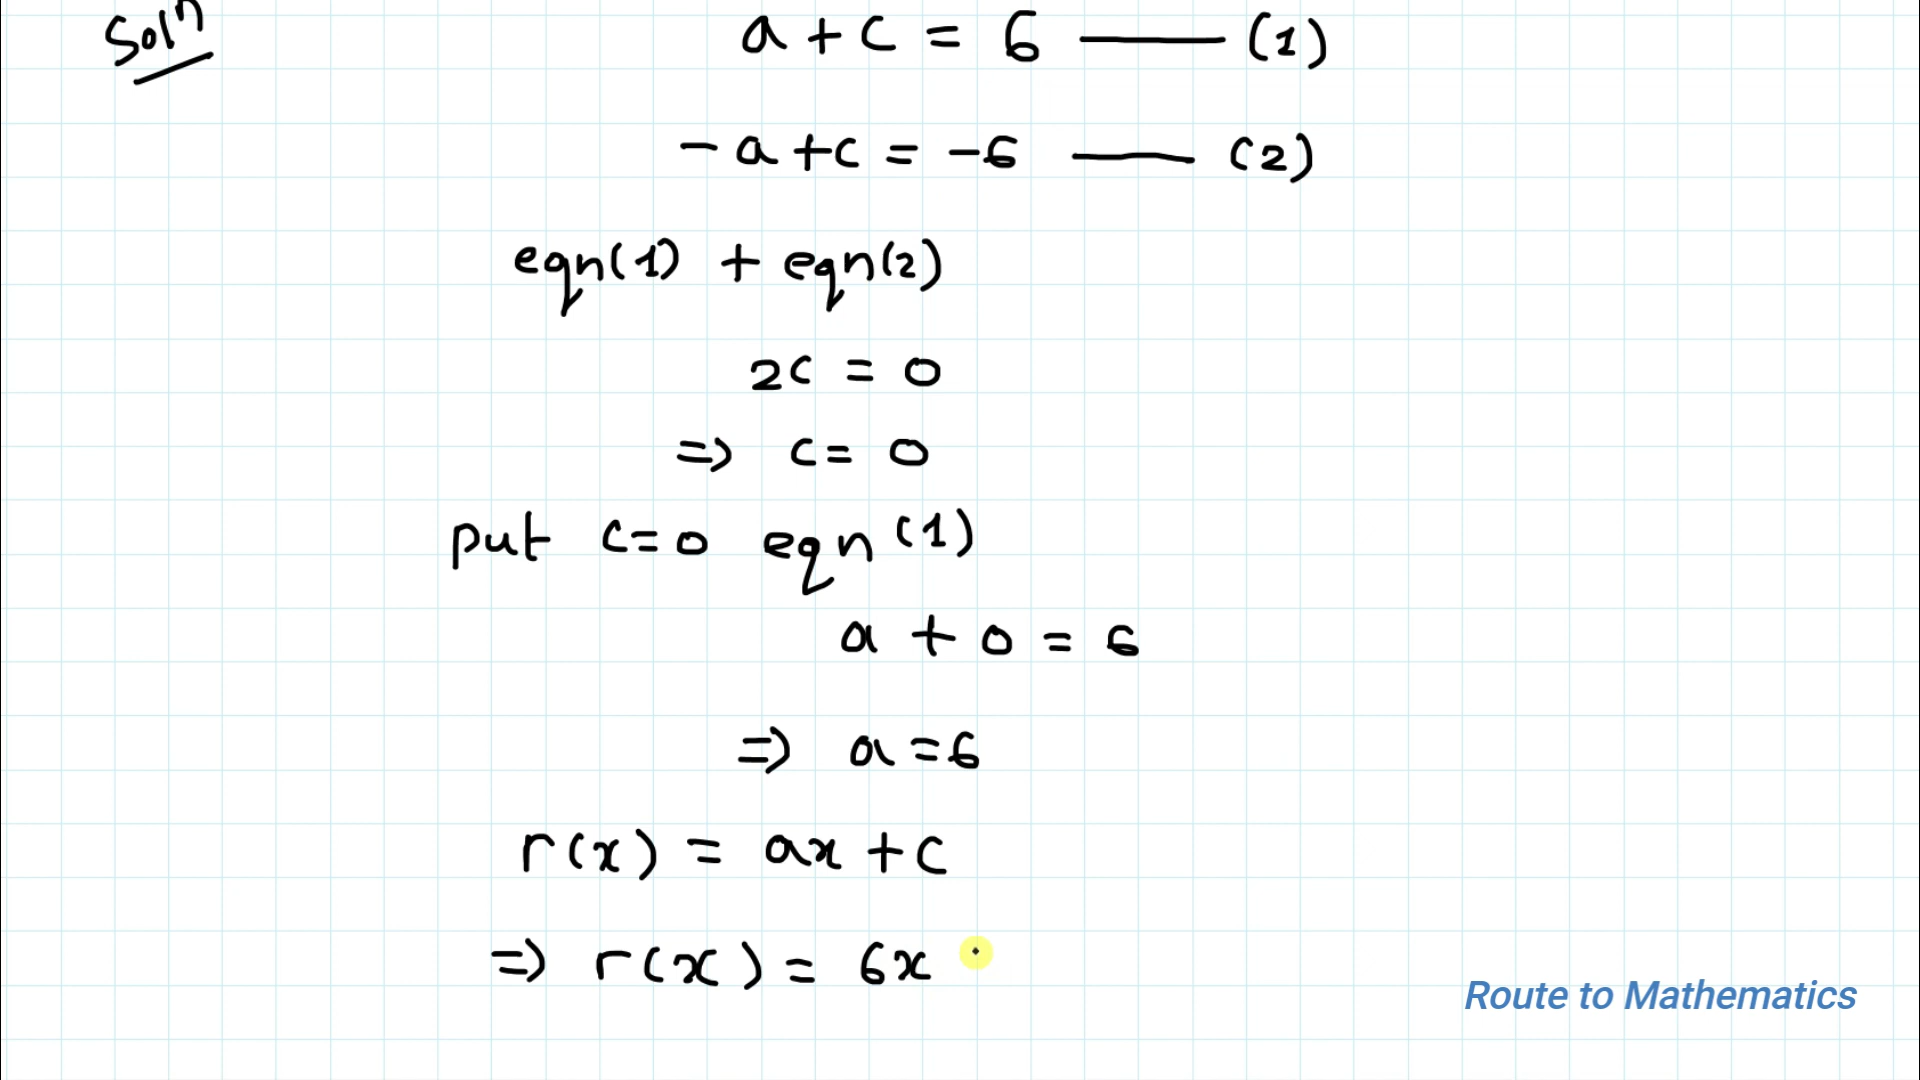 Solⁿ
a + c = 6 —— (1)
- a + c = -6 —— (2)
eqn(1) + eqn(2)
2c = 0
=> c = 0
put c=0 eqn (1)
a + 0 = 6
=> a = 6
r(x) = ax + c
=> r(x) = 6x
Route to Mathematics